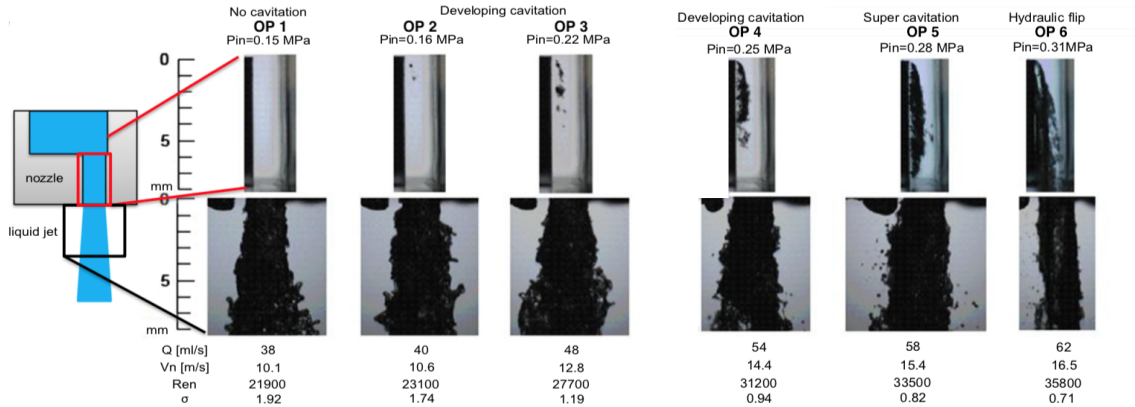 No cavitation
OP 1
Pin=0.15 MPa
Developing cavitation
OP 2
Pin=0.16 MPa
OP 3
Pin=0.22 MPa
Developing cavitation
OP 4
Pin=0.25 MPa
Super cavitation
OP 5
Pin=0.28 MPa
Hydraulic flip
OP 6
Pin=0.31MPa
0
5
mm
0
5
mm
nozzle
liquid jet
Q [ml/s] 38 40 48 54 58 62
Vn [m/s] 10.1 10.6 12.8 14.4 15.4 16.5
Ren 21900 23100 27700 31200 33500 35800
σ 1.92 1.74 1.19 0.94 0.82 0.71